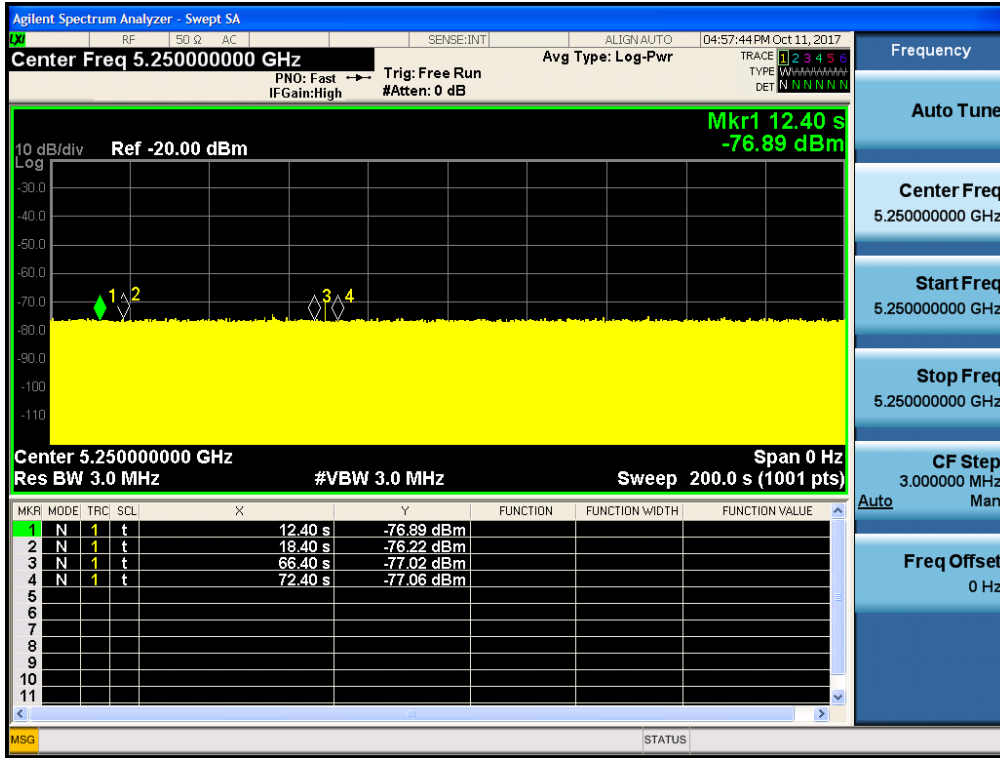 Agilent Spectrum Analyzer - Swept SA
LXI RF 50 Ω AC SENSE:INT ALIGN AUTO 04:57:44 PM Oct 11, 2017
Center Freq 5.250000000 GHz
PNO: Fast
IFGain:High
Trig: Free Run
#Atten: 0 dB
Avg Type: Log-Pwr
TRACE 1 2 3 4 5 6
TYPE W
DET N N N N N N
Mkr1 12.40 s
-76.89 dBm
10 dB/div Ref -20.00 dBm
Log
-30.0
-40.0
-50.0
-60.0
-70.0
-80.0
-90.0
-100
-110
1 2 3 4
Center 5.250000000 GHz Span 0 Hz
Res BW 3.0 MHz #VBW 3.0 MHz Sweep 200.0 s (1001 pts)
MKR MODE TRC SCL X Y FUNCTION FUNCTION WIDTH FUNCTION VALUE
1 N 1 t 12.40 s -76.89 dBm
2 N 1 t 18.40 s -76.22 dBm
3 N 1 t 66.40 s -77.02 dBm
4 N 1 t 72.40 s -77.06 dBm
5
6
7
8
9
10
11
MSG STATUS
Frequency
Auto Tune
Center Freq
5.250000000 GHz
Start Freq
5.250000000 GHz
Stop Freq
5.250000000 GHz
CF Step
3.000000 MHz
Auto Man
Freq Offset
0 Hz